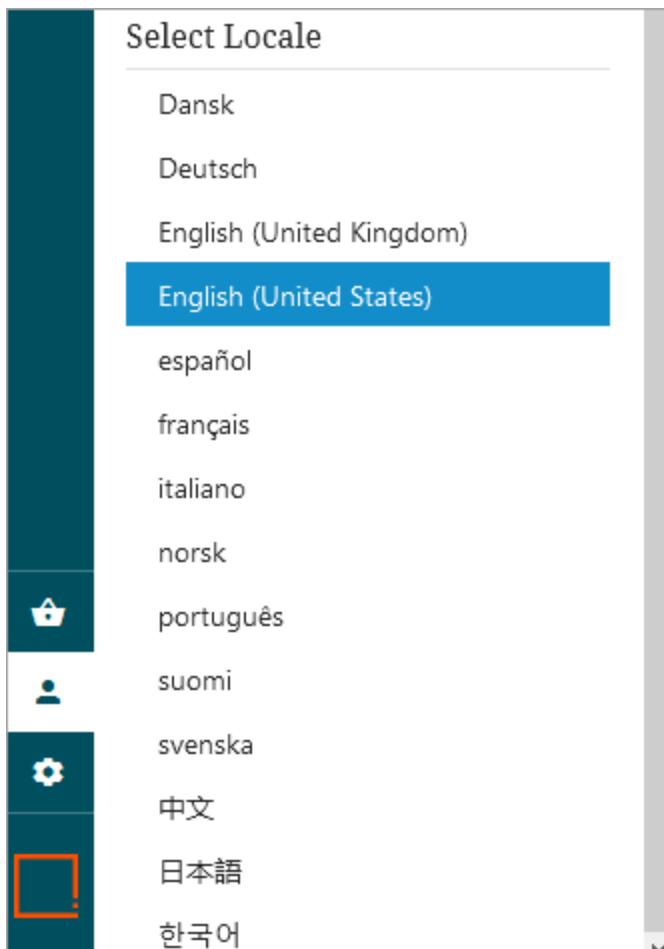 Select Locale
Dansk
Deutsch
English (United Kingdom)
English (United States)
español
français
italiano
norsk
português
suomi
svenska
中文
日本語
한국어